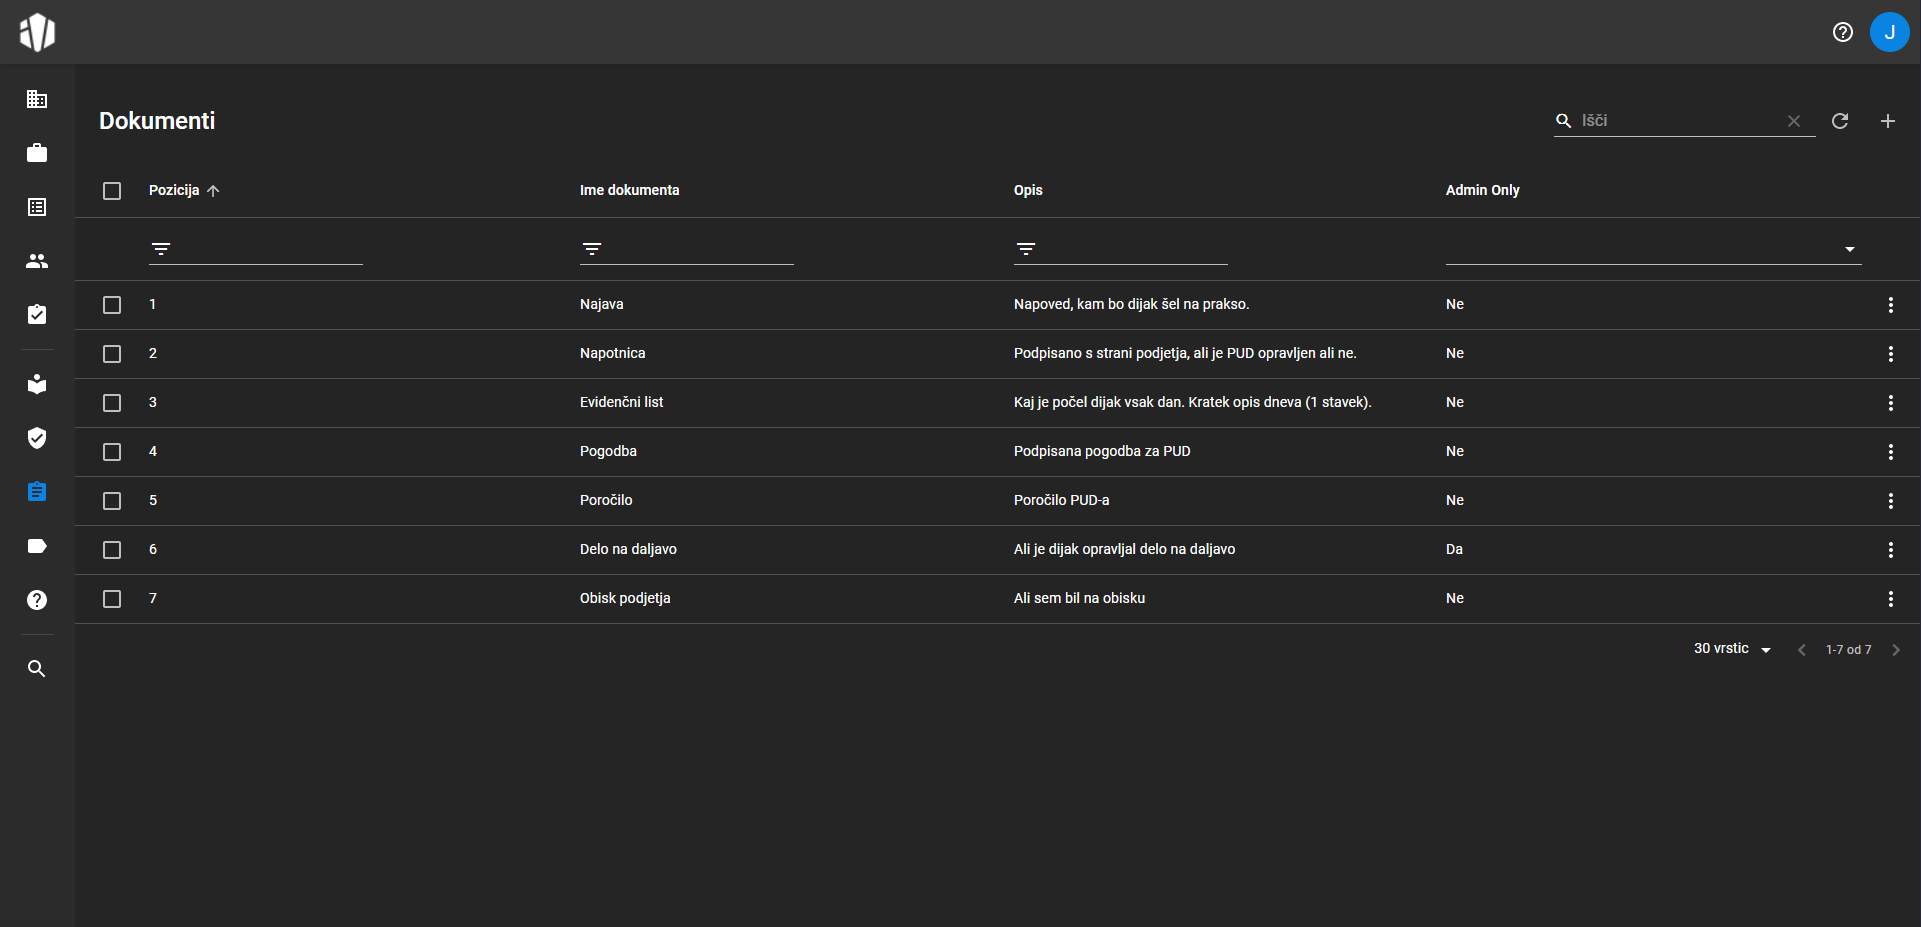 J
Dokumenti
Išči
Pozicija Ime dokumenta Opis Admin Only
1 Najava Napoved, kam bo dijak šel na prakso. Ne
2 Napotnica Podpisano s strani podjetja, ali je PUD opravljen ali ne. Ne
3 Evidenčni list Kaj je počel dijak vsak dan. Kratek opis dneva (1 stavek). Ne
4 Pogodba Podpisana pogodba za PUD Ne
5 Poročilo Poročilo PUD-a Ne
6 Delo na daljavo Ali je dijak opravljal delo na daljavo Da
7 Obisk podjetja Ali sem bil na obisku Ne
30 vrstic 1-7 od 7